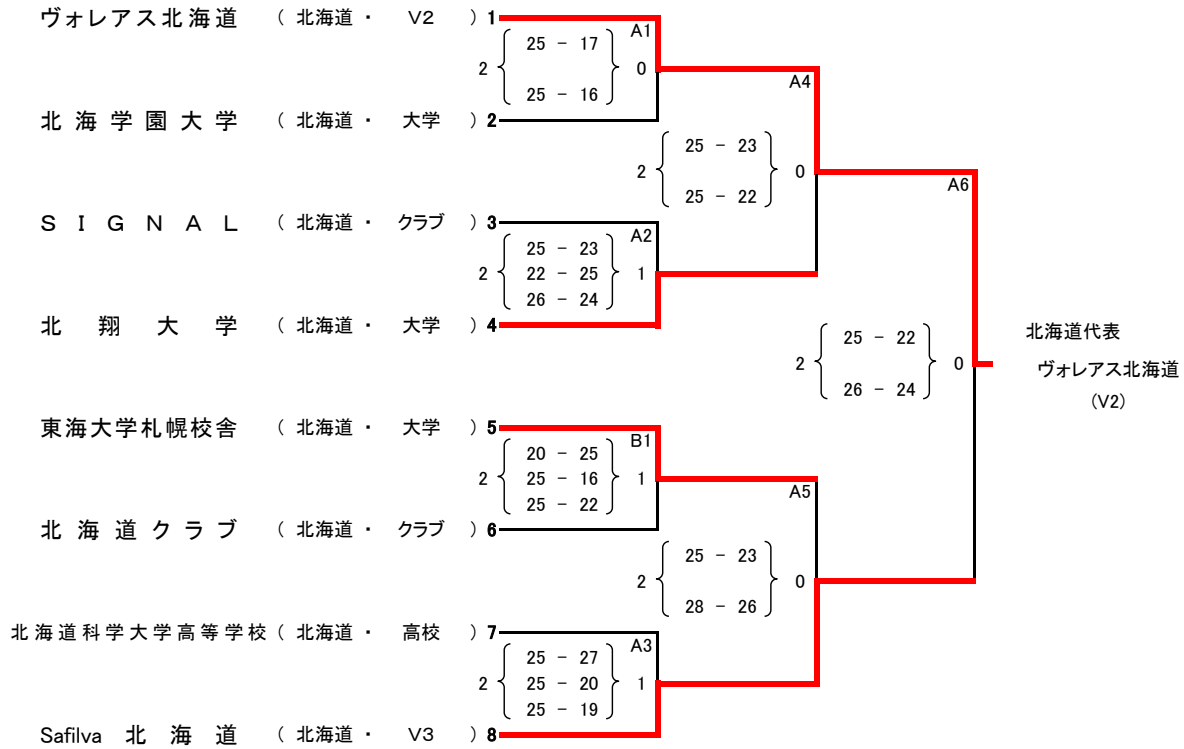 ヴォレアス北海道 ( 北海道 ・ V2 ) 1
A1
25 - 17
2 0
25 - 16
A4
北海学園大学 ( 北海道 ・ 大学 ) 2
25 - 23
2 0
25 - 22
A6
SIGNAL ( 北海道 ・ クラブ ) 3
A2
25 - 23
2 22 - 25 1
26 - 24
北翔大学 ( 北海道 ・ 大学 ) 4
25 - 22
2 0
26 - 24
北海道代表
ヴォレアス北海道
(V2)
東海大学札幌校舎 ( 北海道 ・ 大学 ) 5
B1
20 - 25
2 25 - 16 1
25 - 22
A5
北海道クラブ ( 北海道 ・ クラブ ) 6
25 - 23
2 0
28 - 26
北海道科学大学高等学校 ( 北海道 ・ 高校 ) 7
A3
25 - 27
2 25 - 20 1
25 - 19
Safilva 北海道 ( 北海道 ・ V3 ) 8